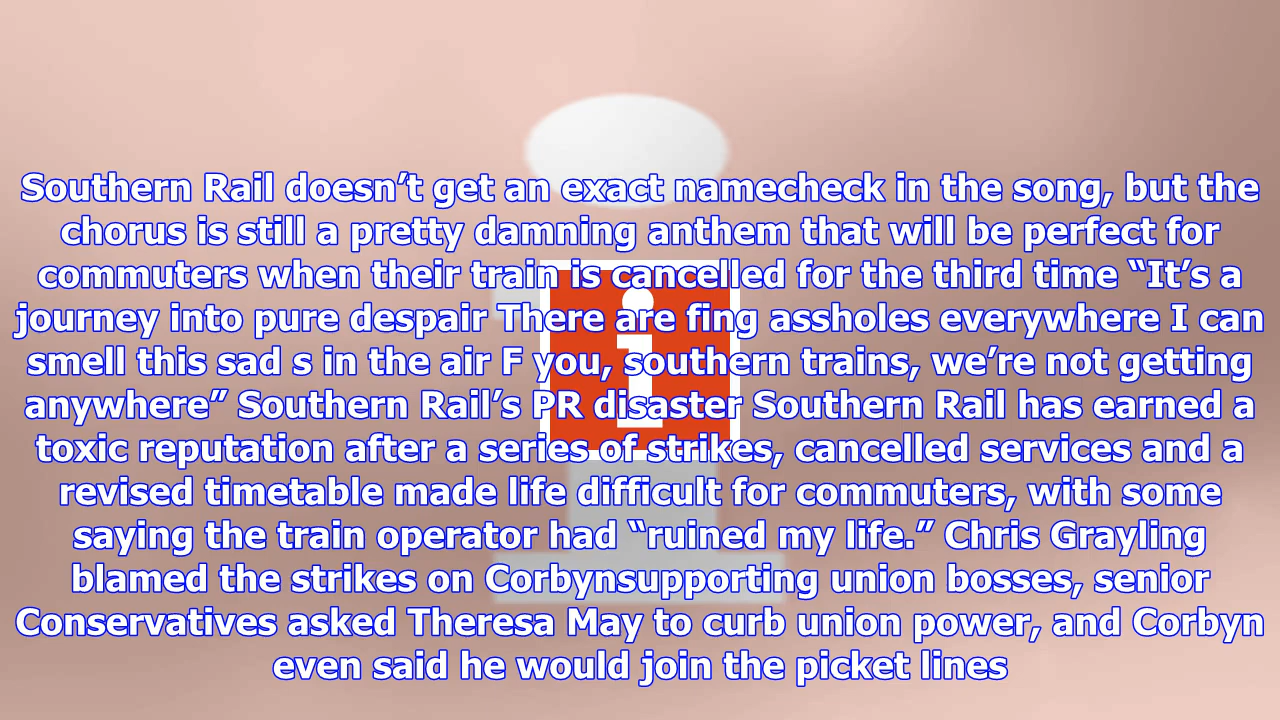 Southern Rail doesn’t get an exact namecheck in the song, but the
chorus is still a pretty damning anthem that will be perfect for
commuters when their train is cancelled for the third time “It’s a
journey into pure despair There are fing assholes everywhere I can
smell this sad s in the air F you, southern trains, we’re not getting
anywhere” Southern Rail’s PR disaster Southern Rail has earned a
toxic reputation after a series of strikes, cancelled services and a
revised timetable made life difficult for commuters, with some
saying the train operator had “ruined my life.” Chris Grayling
blamed the strikes on Corbynsupporting union bosses, senior
Conservatives asked Theresa May to curb union power, and Corbyn
even said he would join the picket lines